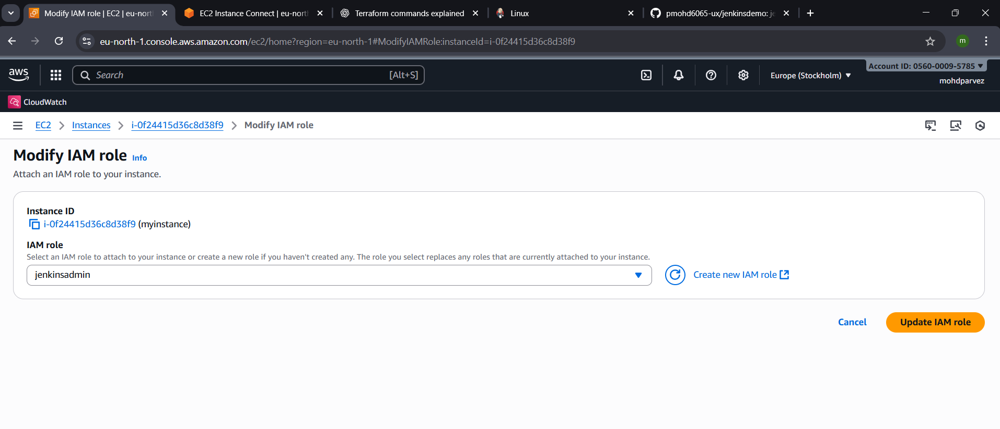 Modify IAM role | EC2 | eu-nort
EC2 Instance Connect | eu-nort
Terraform commands explained
Linux
pmohd6065-ux/jenkinsdemo: je
eu-north-1.console.aws.amazon.com/ec2/home?region=eu-north-1#ModifyIAMRole:instanceId=i-0f24415d36c8d38f9
m
aws
Search
[Alt+S]
Europe (Stockholm)
Account ID: 0560-0009-5785
mohdparvez
CloudWatch
EC2 > Instances > i-0f24415d36c8d38f9 > Modify IAM role
Modify IAM role Info
Attach an IAM role to your instance.
Instance ID
i-0f24415d36c8d38f9 (myinstance)
IAM role
Select an IAM role to attach to your instance or create a new role if you haven't created any. The role you select replaces any roles that are currently attached to your instance.
jenkinsadmin
Create new IAM role
Cancel
Update IAM role